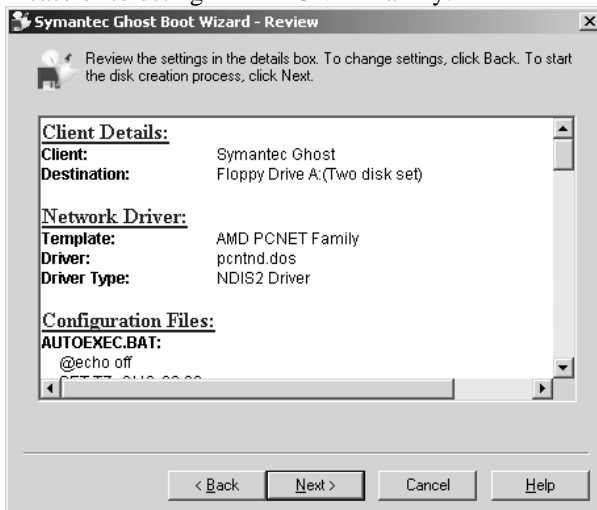 Symantec Ghost Boot Wizard - Review
Review the settings in the details box. To change settings, click Back. To start
the disk creation process, click Next.
Client Details:
Client: Symantec Ghost
Destination: Floppy Drive A:(Two disk set)
Network Driver:
Template: AMD PCNET Family
Driver: pcntnd.dos
Driver Type: NDIS2 Driver
Configuration Files:
AUTOEXEC.BAT:
@echo off
< Back Next > Cancel Help